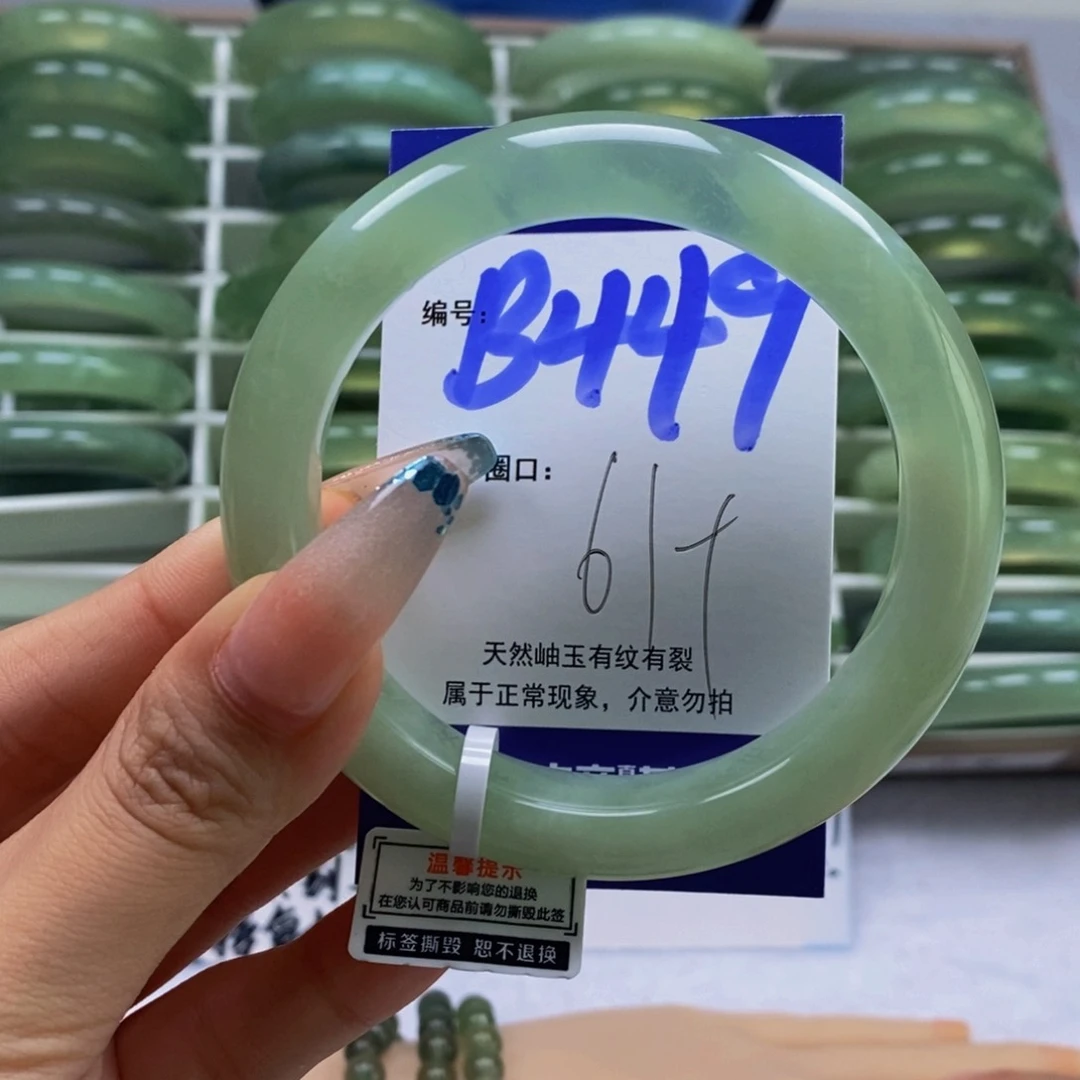 编号：B449
圈口：61+
天然岫玉有纹有裂
属于正常现象，介意勿拍
温馨提示
为了不影响您的退换
在您认可商品前请勿撕毁此签
标签撕毁 恕不退换